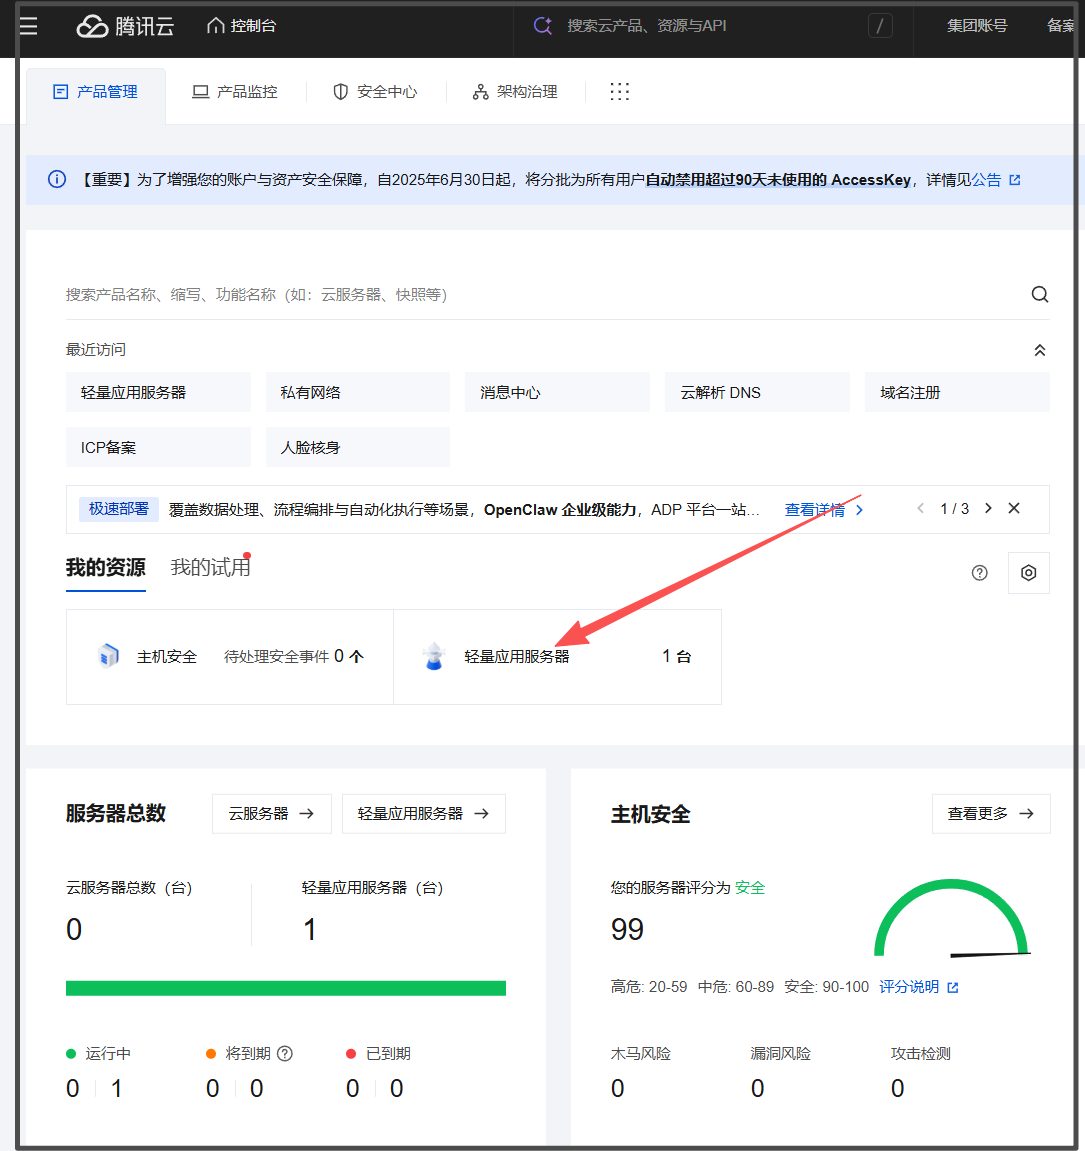 腾讯云 控制台 搜索云产品、资源与API / 集团账号 备案
产品管理 产品监控 安全中心 架构治理
【重要】为了增强您的账户与资产安全保障，自2025年6月30日起，将分批为所有用户自动禁用超过90天未使用的 AccessKey，详情见公告
搜索产品名称、缩写、功能名称（如：云服务器、快照等）
最近访问
轻量应用服务器 私有网络 消息中心 云解析 DNS 域名注册
ICP备案 人脸核身
极速部署 覆盖数据处理、流程编排与自动化执行等场景，OpenClaw 企业级能力，ADP 平台一站... 查看详情 1 / 3
我的资源 我的试用
主机安全 待处理安全事件 0 个 轻量应用服务器 1 台
服务器总数 云服务器 → 轻量应用服务器 → 主机安全 查看更多 →
云服务器总数（台） 轻量应用服务器（台） 您的服务器评分为 安全
0 1 99
高危: 20-59 中危: 60-89 安全: 90-100 评分说明
运行中 将到期 已到期 木马风险 漏洞风险 攻击检测
0 1 0 0 0 0 0 0 0